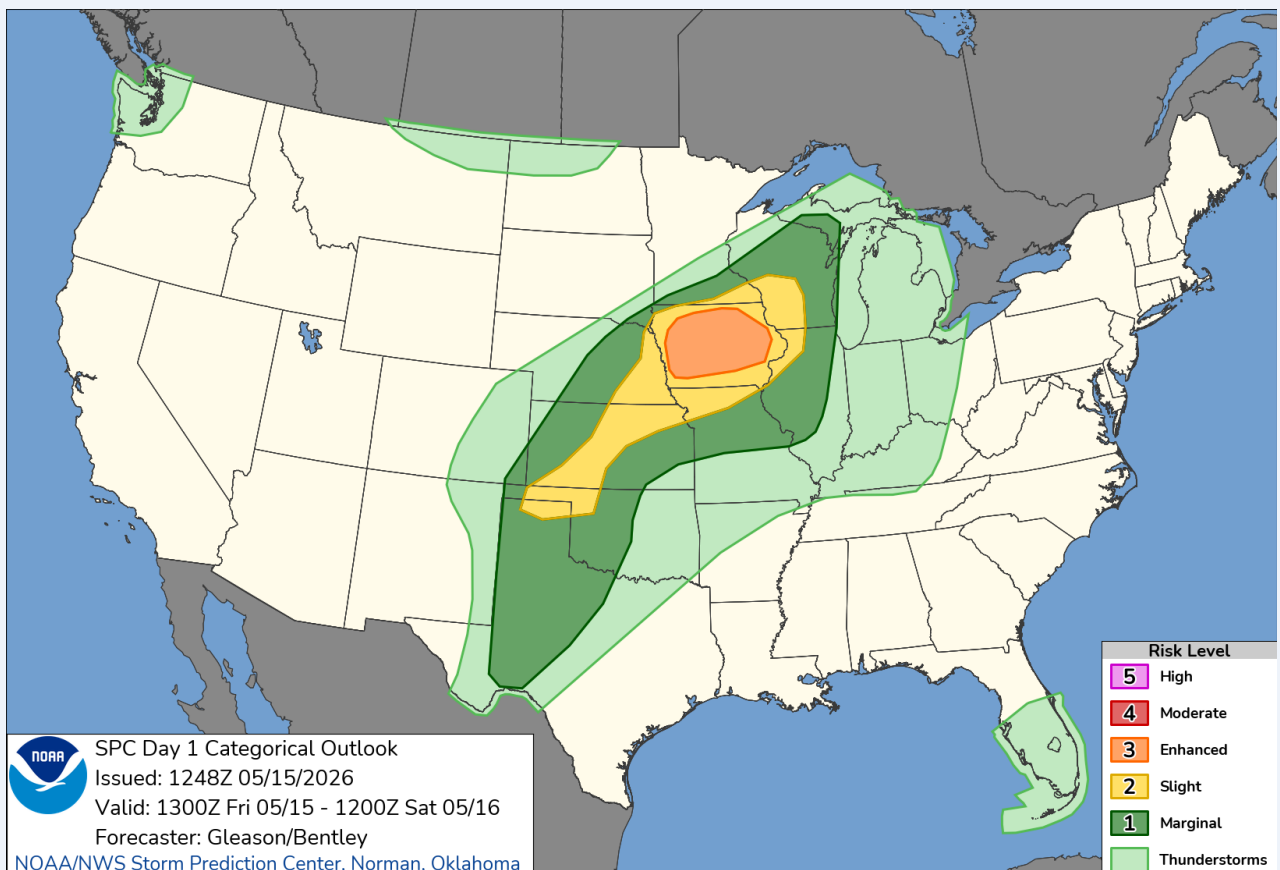 Risk Level
5 High
4 Moderate
3 Enhanced
2 Slight
1 Marginal
Thunderstorms
NOAA
SPC Day 1 Categorical Outlook
Issued: 1248Z 05/15/2026
Valid: 1300Z Fri 05/15 - 1200Z Sat 05/16
Forecaster: Gleason/Bentley
NOAA/NWS Storm Prediction Center, Norman, Oklahoma